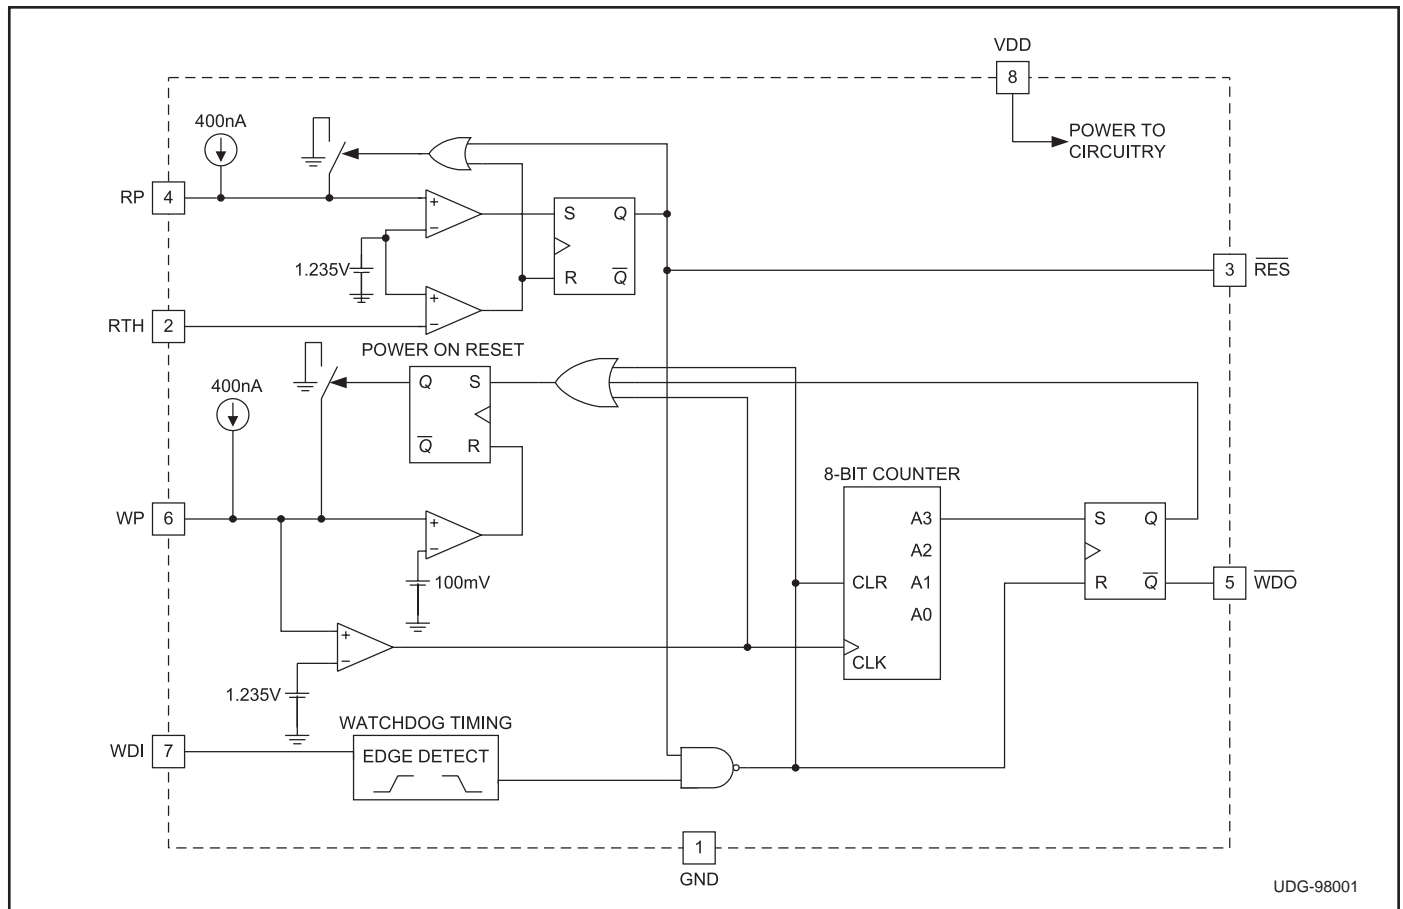 VDD
8
POWER TO
CIRCUITRY
400nA
RP
4
+
−
S
Q
1.235V
R
Q̅
3
R̅E̅S̅
+
−
RTH
2
POWER ON RESET
400nA
Q
S
Q̅
R
8-BIT COUNTER
WP
6
+
−
100mV
A3
A2
CLR
A1
A0
CLK
S
Q
R
Q̅
5
W̅D̅O̅
+
−
1.235V
WATCHDOG TIMING
WDI
7
EDGE DETECT
1
GND
UDG-98001